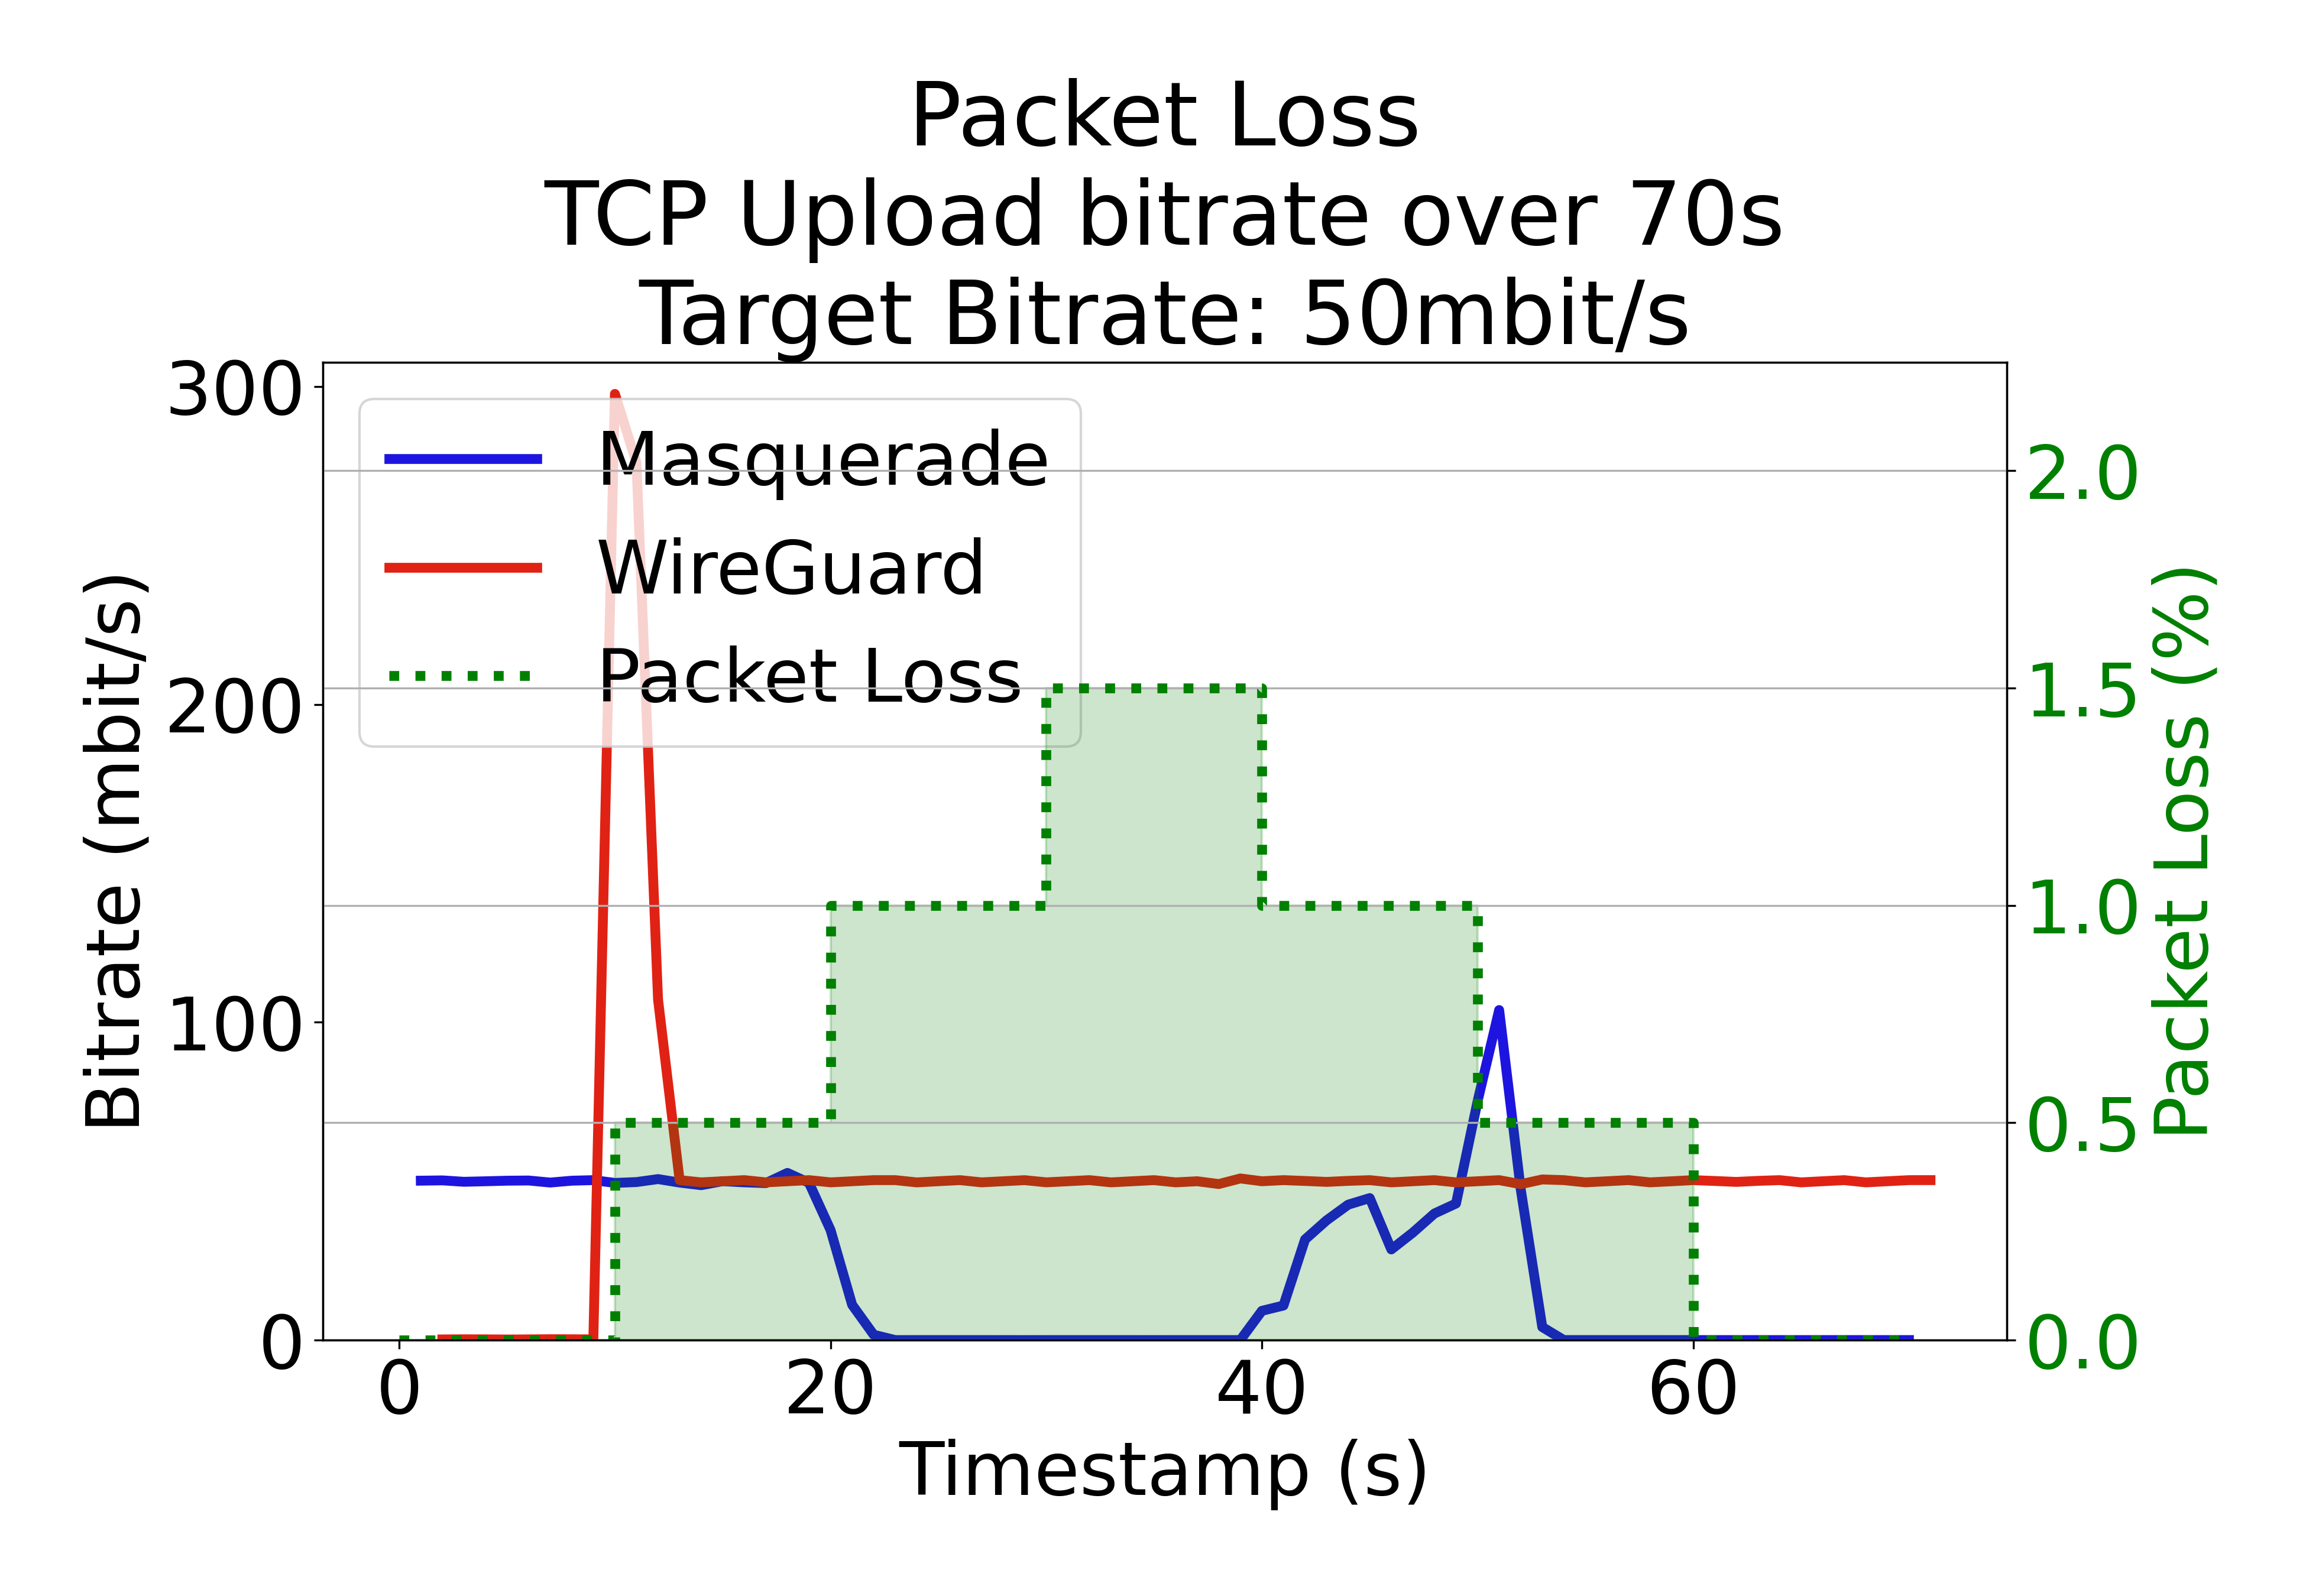 Packet Loss
TCP Upload bitrate over 70s
Target Bitrate: 50mbit/s
300
200
100
0
Bitrate (mbit/s)
Masquerade
WireGuard
Packet Loss
2.0
1.5
1.0
0.5
0.0
Packet Loss (%)
0 20 40 60
Timestamp (s)